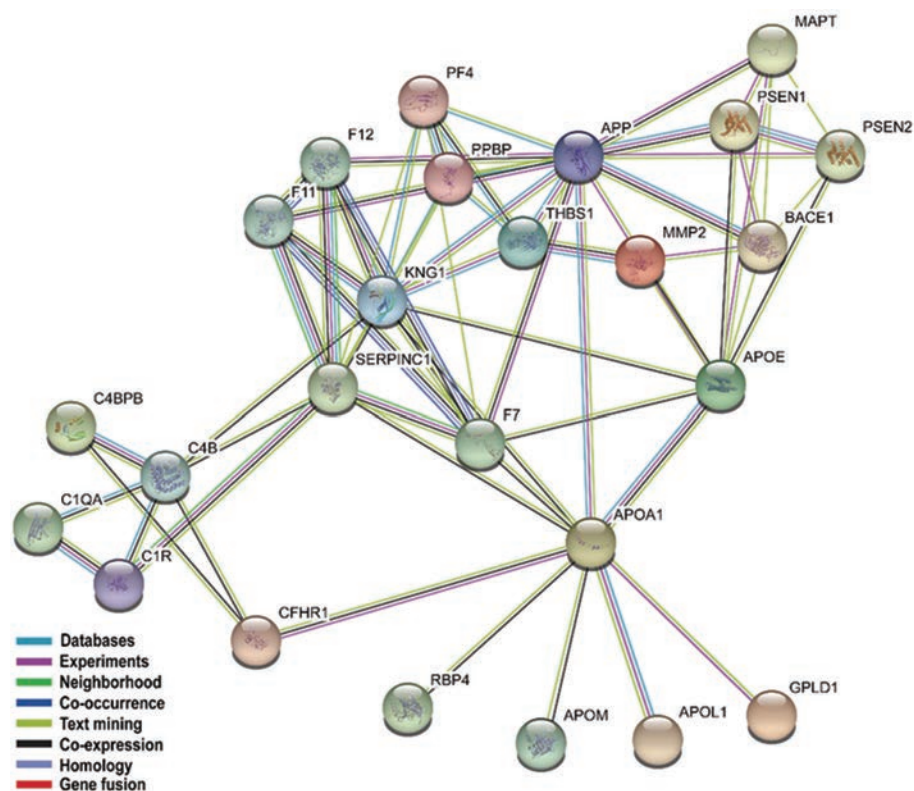 MAPT
PF4
PSEN1
PSEN2
F12
APP
PPBP
F11
THBS1
MMP2
BACE1
KNG1
SERPINC1
APOE
C4BPB
F7
C4B
C1QA
APOA1
C1R
CFHR1
Databases
Experiments
Neighborhood
Co-occurrence
Text mining
Co-expression
Homology
Gene fusion
RBP4
APOM
APOL1
GPLD1